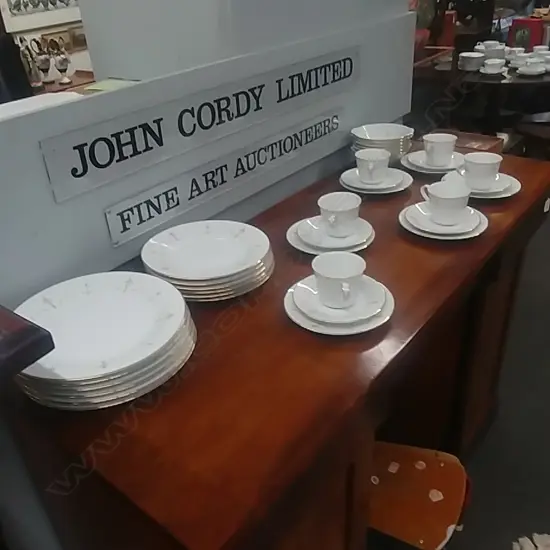 JOHN CORDY LIMITED
FINE ART AUCTIONEERS